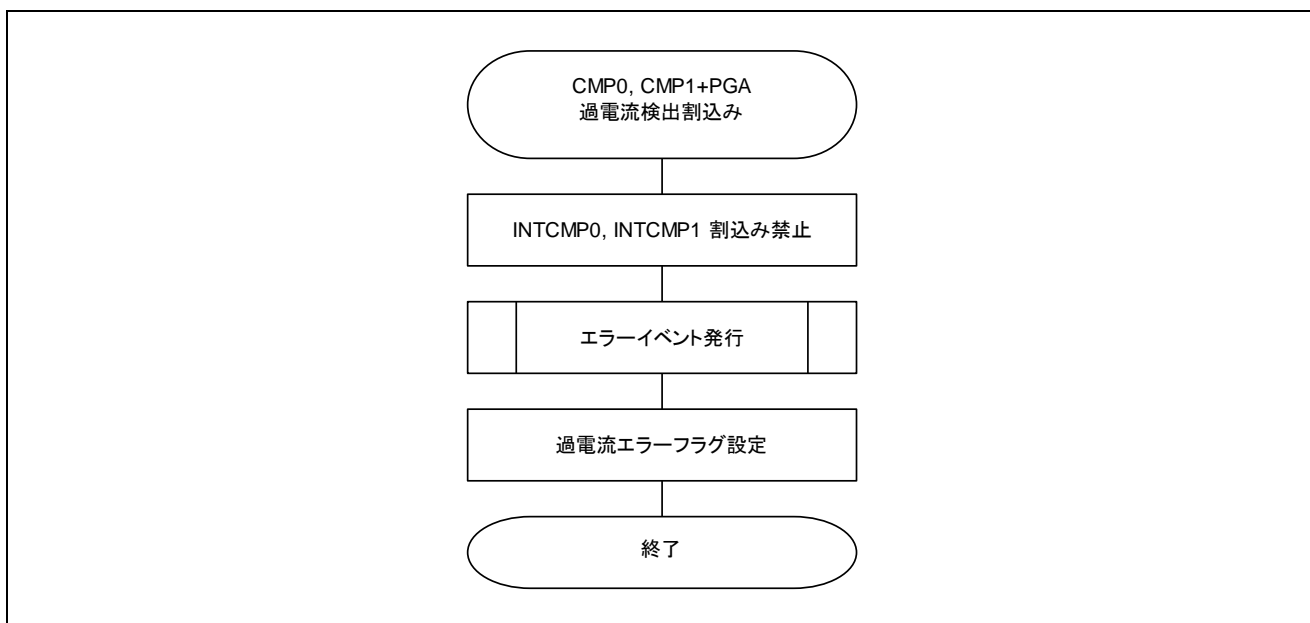 CMP0, CMP1+PGA
過電流検出割込み
INTCMP0, INTCMP1 割込み禁止
エラーイベント発行
過電流エラーフラグ設定
終了